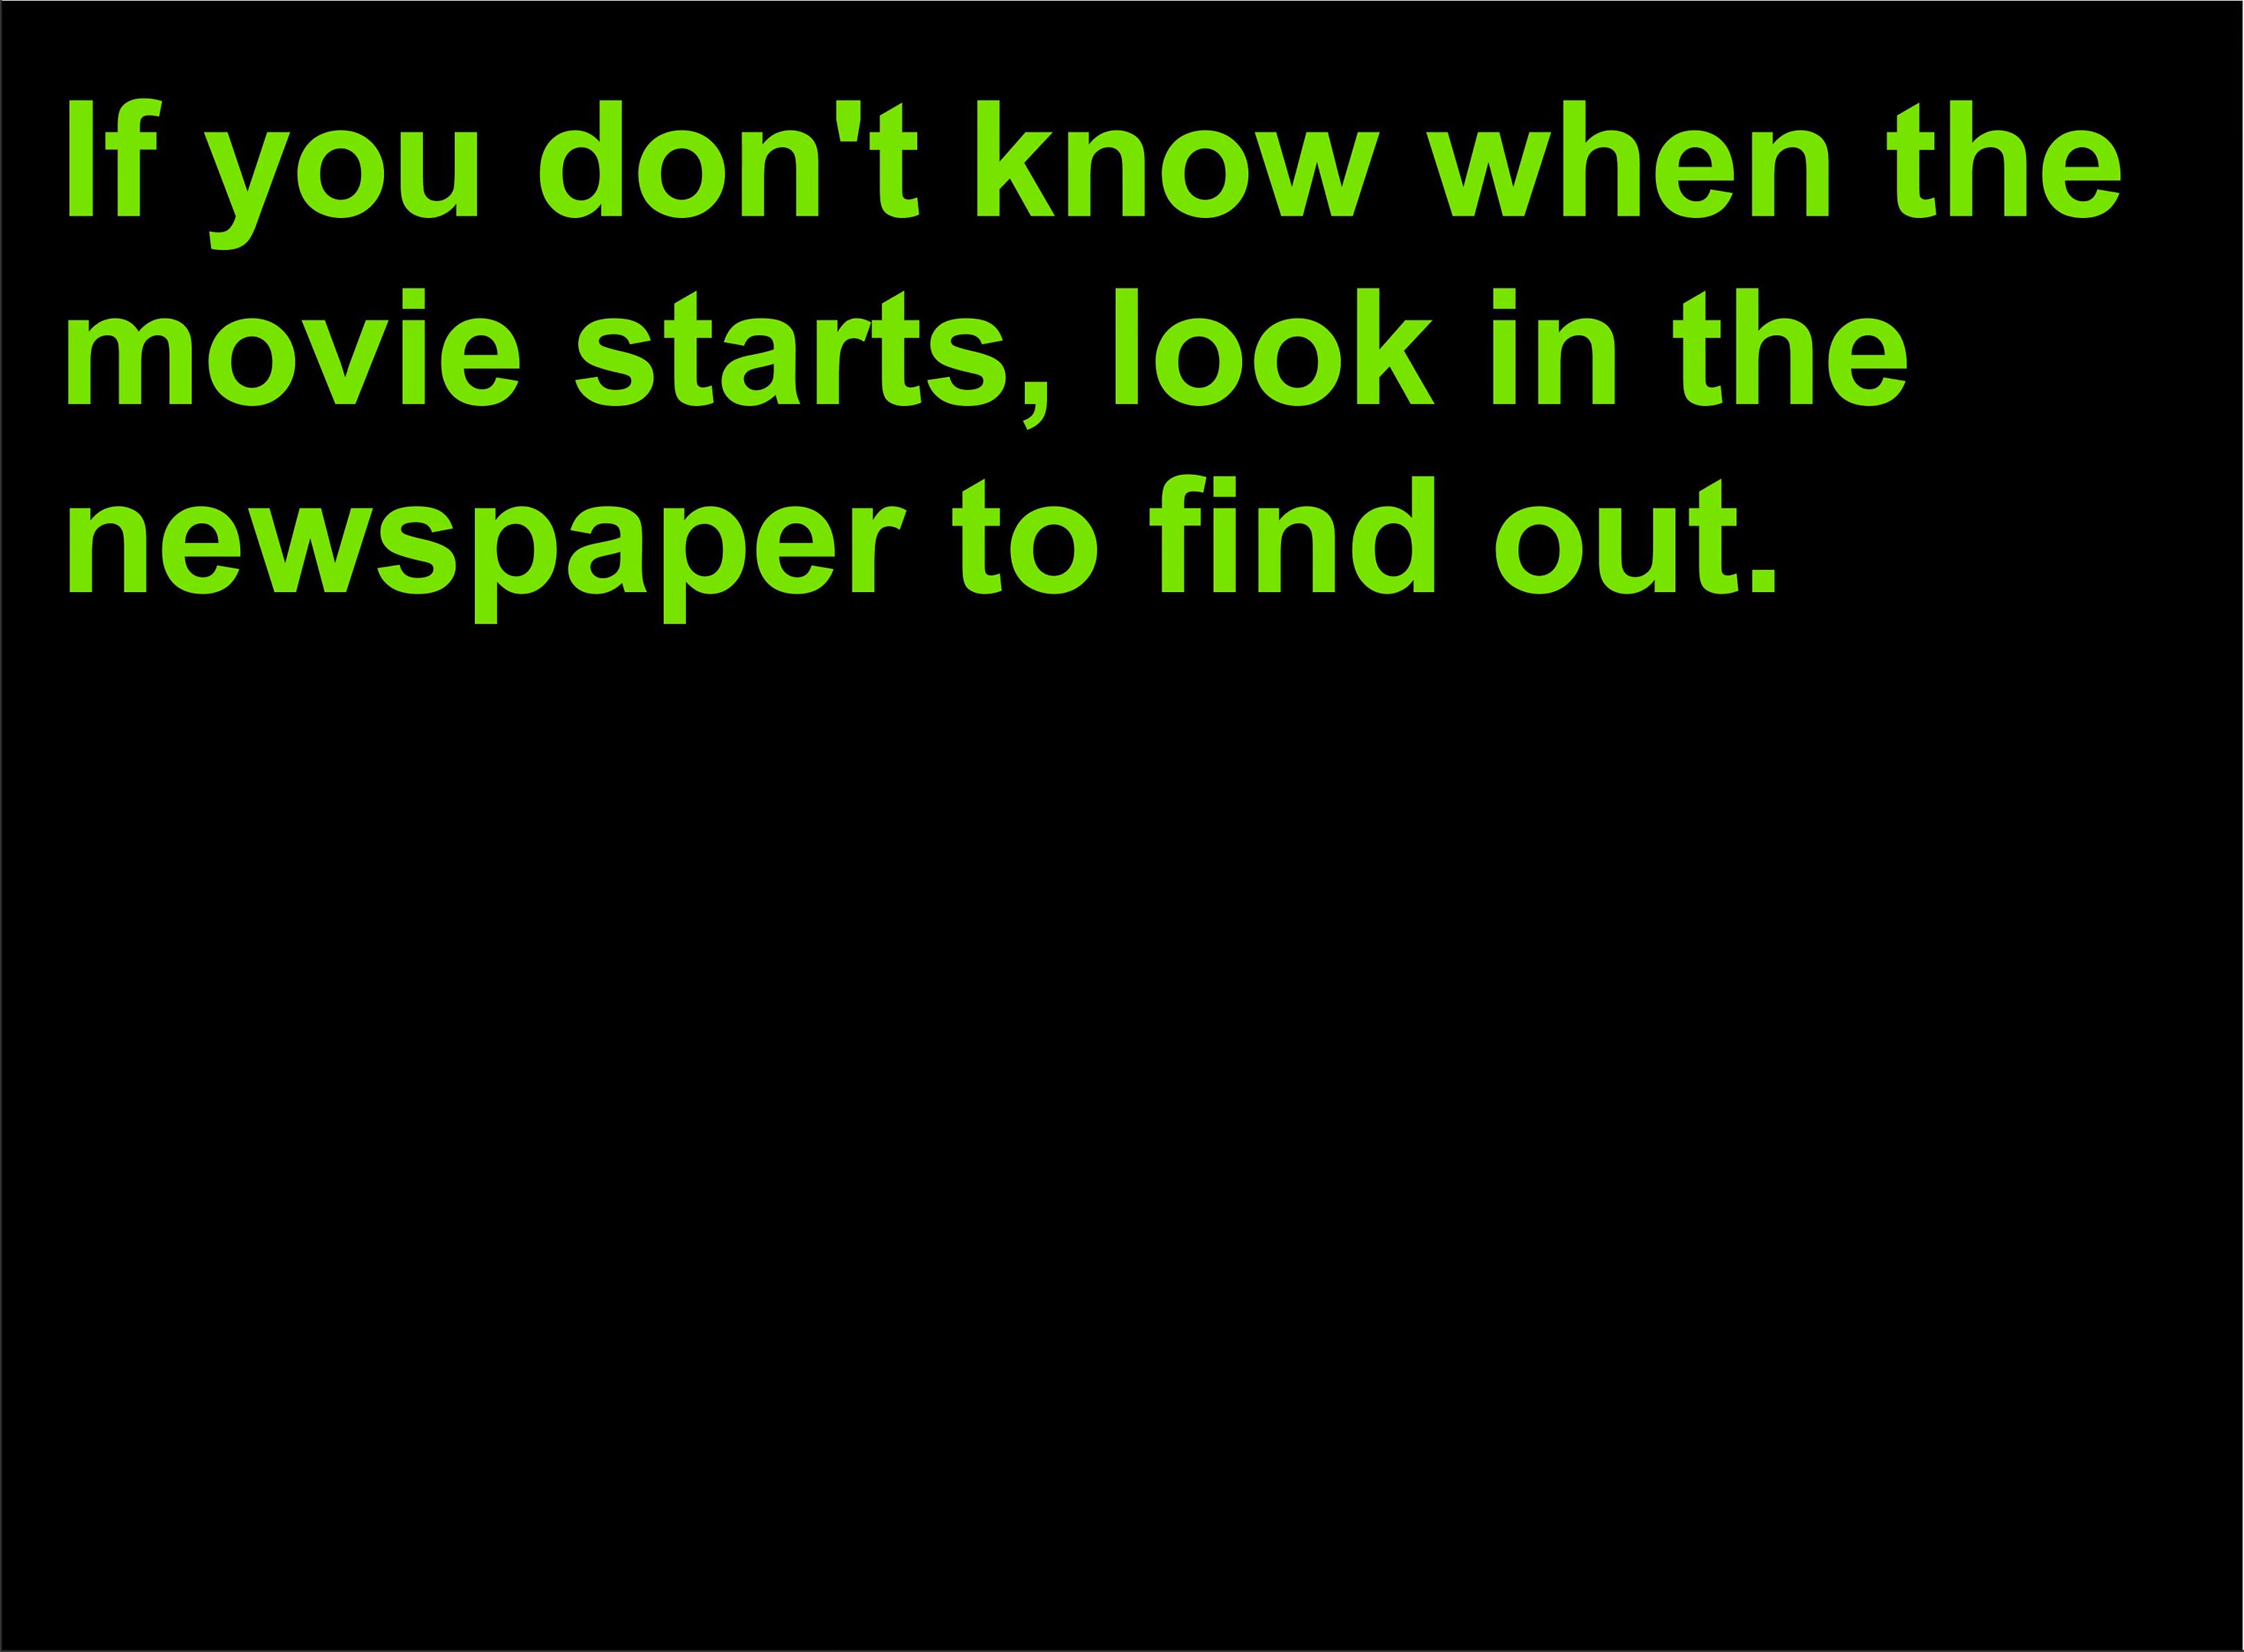 If you don't know when the
movie starts, look in the
newspaper to find out.